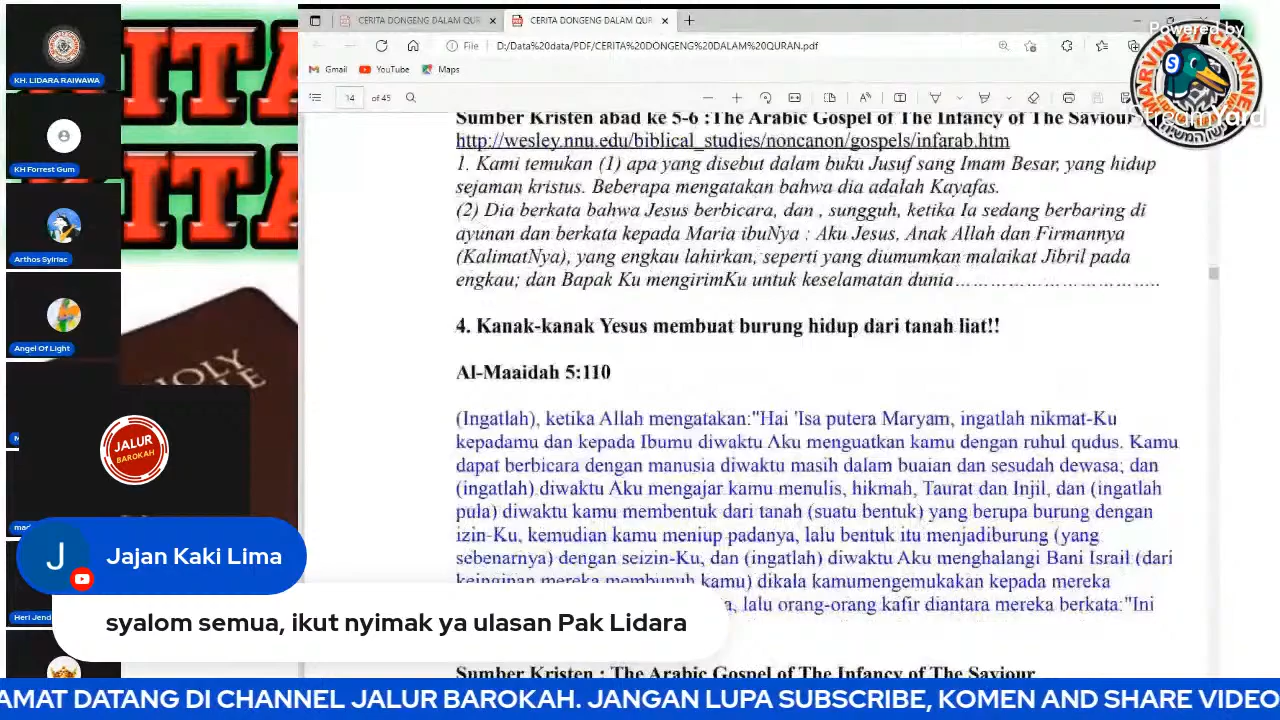 CERITA DONGENG DALAM QUR
CERITA DONGENG DALAM QU
File
D:/Data%20data/PDF/CERITA%20DONGENG%20DALAM%20QURAN.pdf
Gmail
YouTube
Maps
14 of 45
Powered by
StreamYard
MARVIN ZI CHANNEL
KH. LIDARA RAIWAWA
KH Forrest Gum
Arthos Syiriac
Angel Of Light
HOLY
JALUR
BAROKAH
Sumber Kristen abad ke 5-6 :The Arabic Gospel of The Infancy of The Saviour
http://wesley.nnu.edu/biblical_studies/noncanon/gospels/infarab.htm
1. Kami temukan (1) apa yang disebut dalam buku Jusuf sang Imam Besar, yang hidup
sejaman kristus. Beberapa mengatakan bahwa dia adalah Kayafas.
(2) Dia berkata bahwa Jesus berbicara, dan , sungguh, ketika Ia sedang berbaring di
ayunan dan berkata kepada Maria ibuNya : Aku Jesus, Anak Allah dan Firmannya
(KalimatNya), yang engkau lahirkan, seperti yang diumumkan malaikat Jibril pada
engkau; dan Bapak Ku mengirimKu untuk keselamatan dunia…………………………..
4. Kanak-kanak Yesus membuat burung hidup dari tanah liat!!
Al-Maaidah 5:110
(Ingatlah), ketika Allah mengatakan:"Hai 'Isa putera Maryam, ingatlah nikmat-Ku
kepadamu dan kepada Ibumu diwaktu Aku menguatkan kamu dengan ruhul qudus. Kamu
dapat berbicara dengan manusia diwaktu masih dalam buaian dan sesudah dewasa; dan
(ingatlah) diwaktu Aku mengajar kamu menulis, hikmah, Taurat dan Injil, dan (ingatlah
pula) diwaktu kamu membentuk dari tanah (suatu bentuk) yang berupa burung dengan
izin-Ku, kemudian kamu meniup padanya, lalu bentuk itu menjadiburung (yang
sebenarnya) dengan seizin-Ku, dan (ingatlah) diwaktu Aku menghalangi Bani Israil (dari
keinginan mereka membunuh kamu) dikala kamumengemukakan kepada mereka
lalu orang-orang kafir diantara mereka berkata:"Ini
Sumber Kristen : The Arabic Gospel of The Infancy of The Saviour
Heri Jend
J
Jajan Kaki Lima
syalom semua, ikut nyimak ya ulasan Pak Lidara
AMAT DATANG DI CHANNEL JALUR BAROKAH. JANGAN LUPA SUBSCRIBE, KOMEN AND SHARE VIDEO